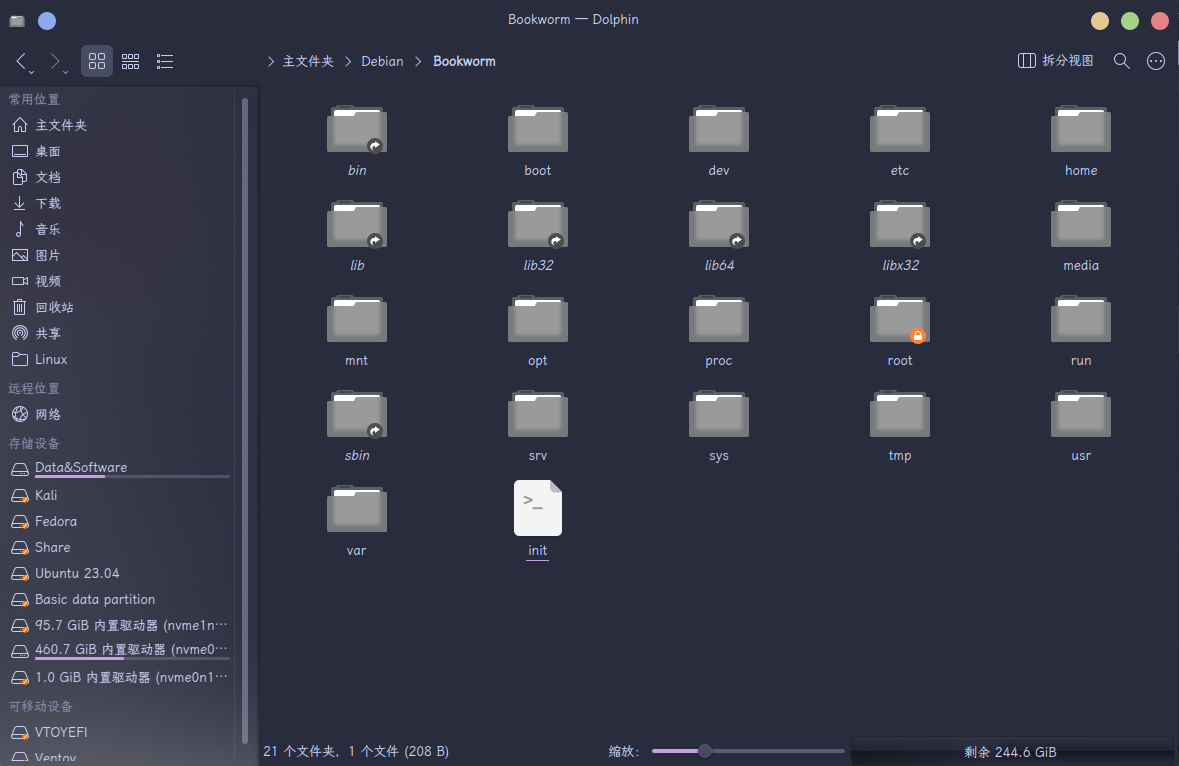 Bookworm — Dolphin
主文件夹 Debian Bookworm 拆分视图
常用位置
主文件夹
桌面
文档
下载
音乐
图片
视频
回收站
共享
Linux
远程位置
网络
存储设备
Data&Software
Kali
Fedora
Share
Ubuntu 23.04
Basic data partition
95.7 GiB 内置驱动器 (nvme1n…
460.7 GiB 内置驱动器 (nvme0…
1.0 GiB 内置驱动器 (nvme0n1…
可移动设备
VTOYEFI
Ventoy
bin boot dev etc home
lib lib32 lib64 libx32 media
mnt opt proc root run
sbin srv sys tmp usr
>_
var init
21 个文件夹, 1 个文件 (208 B) 缩放: 剩余 244.6 GiB